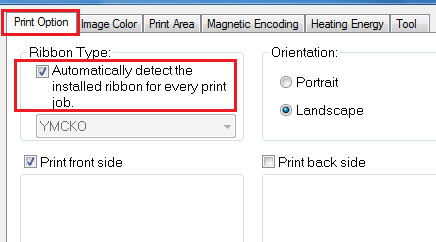 Print Option Image Color Print Area Magnetic Encoding Heating Energy Tool
Ribbon Type: Orientation:
Automatically detect the
installed ribbon for every print
job.
Portrait
Landscape
YMCKO
Print front side Print back side